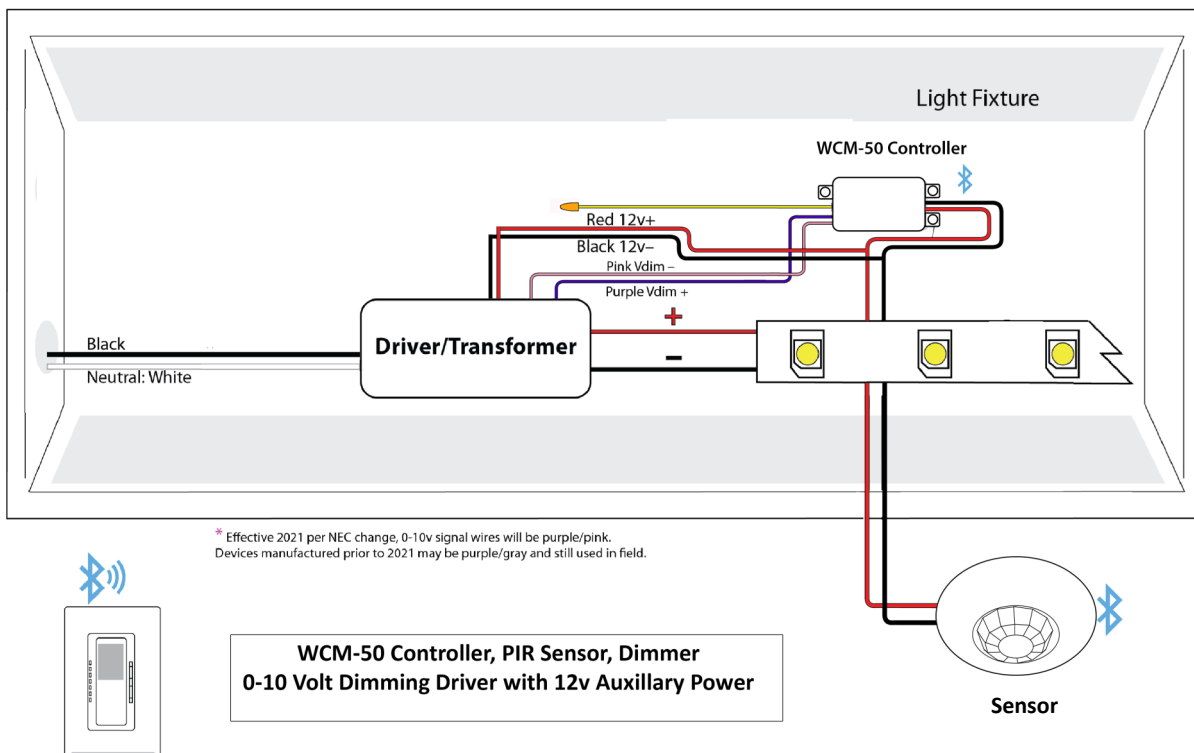 Light Fixture
WCM-50 Controller
Red 12v+
Black 12v–
Pink Vdim –
Purple Vdim +
+
–
Black
Neutral: White
Driver/Transformer
* Effective 2021 per NEC change, 0-10v signal wires will be purple/pink.
Devices manufactured prior to 2021 may be purple/gray and still used in field.
WCM-50 Controller, PIR Sensor, Dimmer
0-10 Volt Dimming Driver with 12v Auxillary Power
Sensor